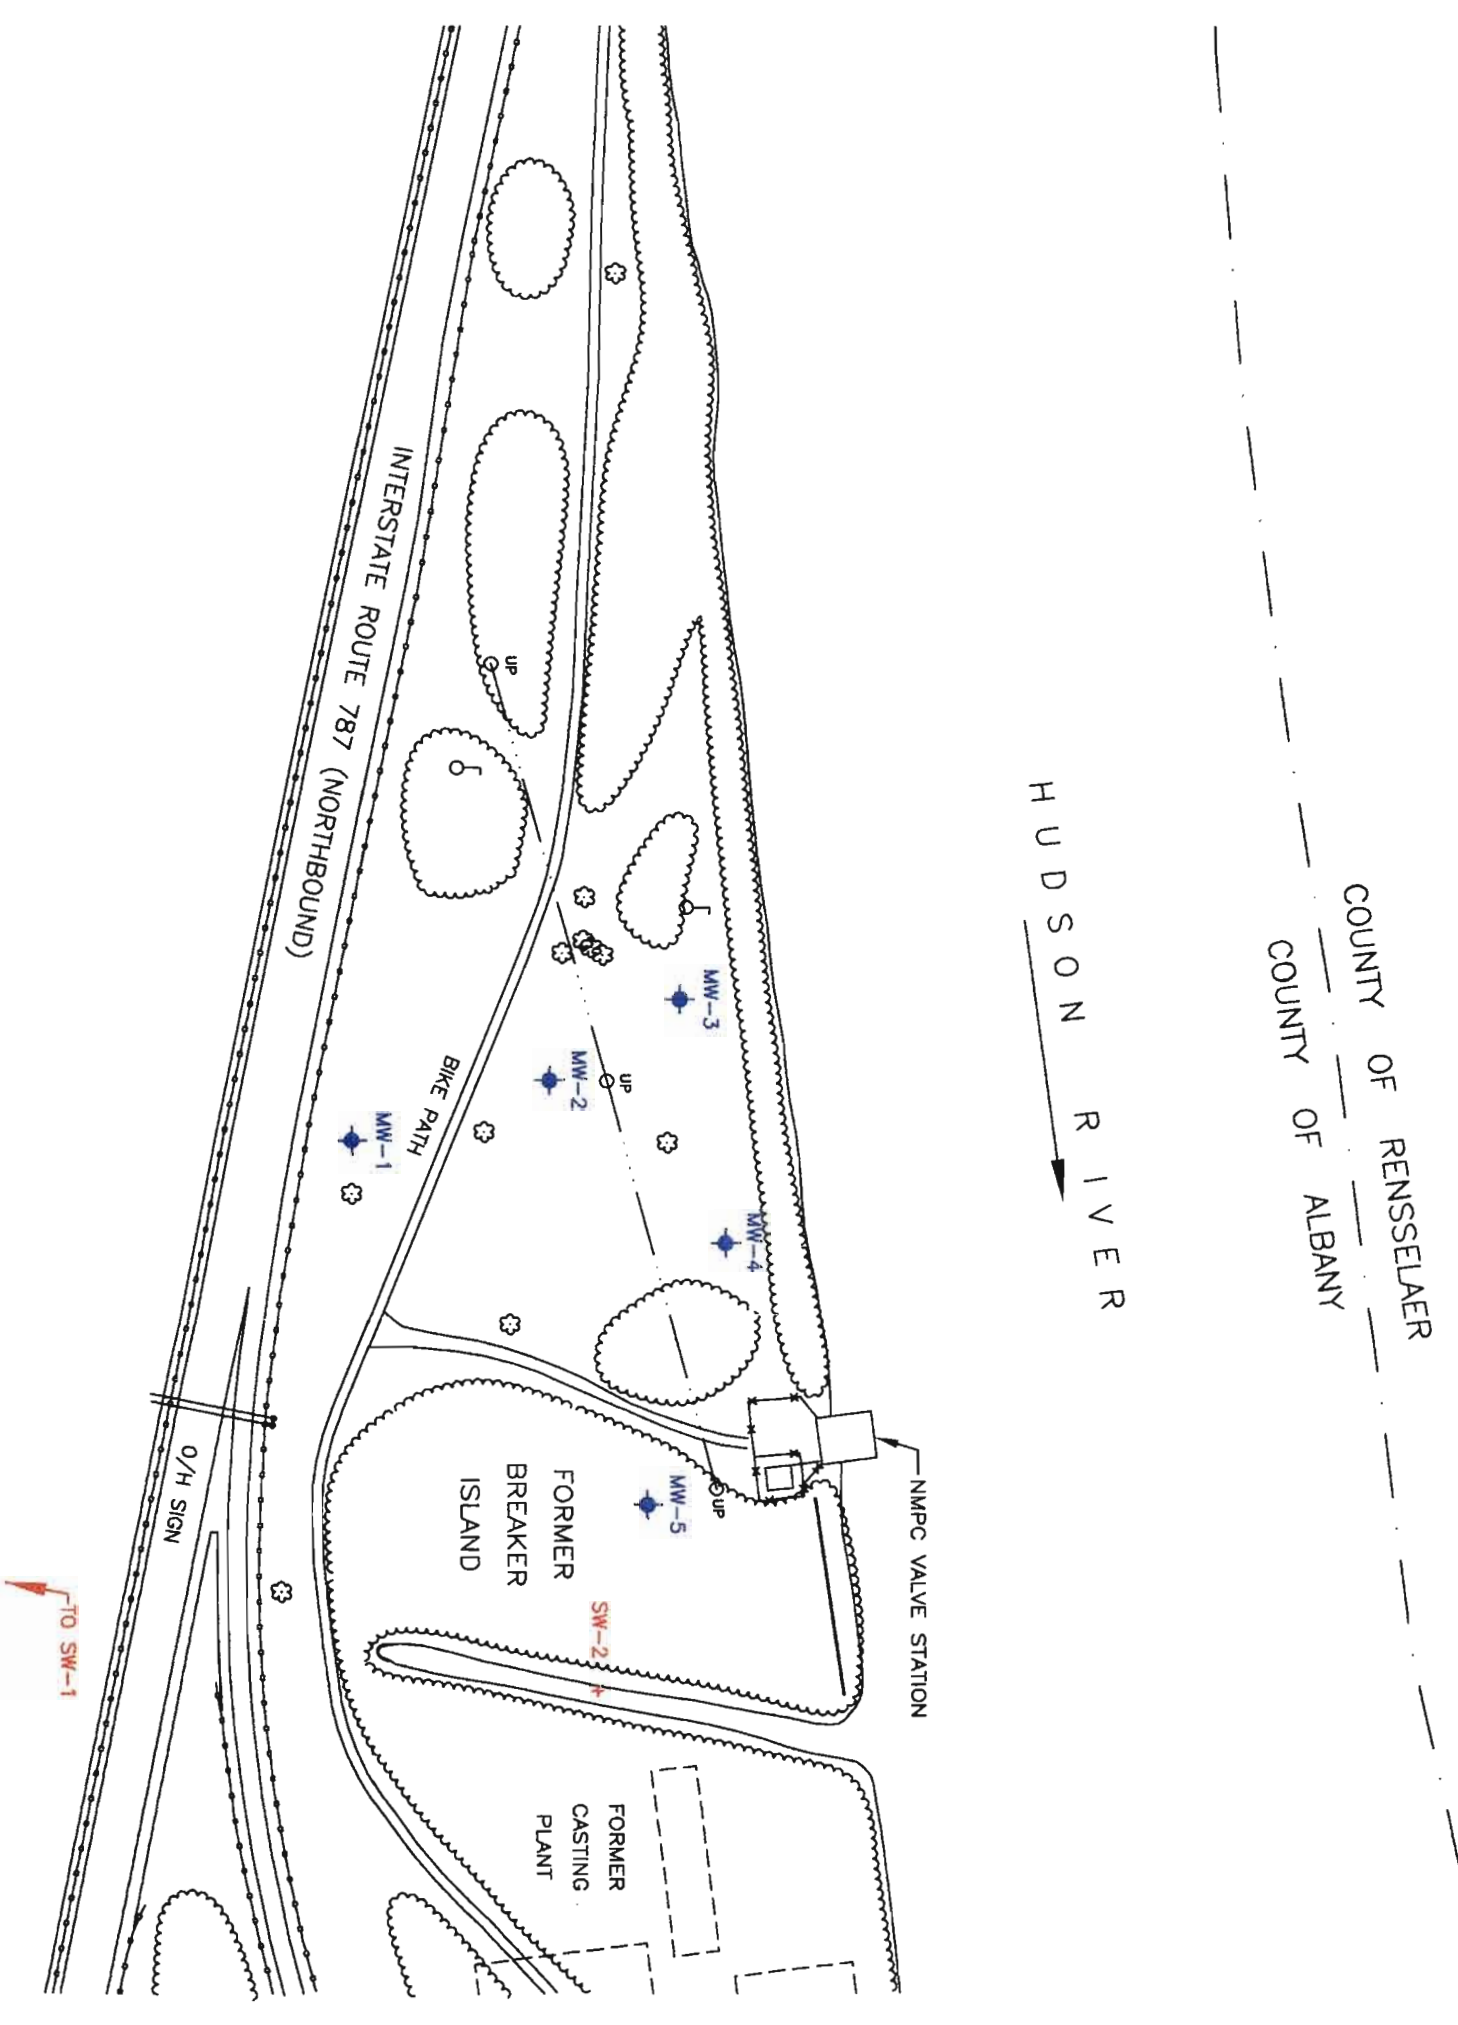 COUNTY OF RENSSELAER
COUNTY OF ALBANY
HUDSON RIVER
INTERSTATE ROUTE 787 (NORTHBOUND)
UP
MW-3
MW-2
UP
BIKE PATH
MW-1
MW-4
NMPC VALVE STATION
O/H SIGN
MW-5
UP
FORMER
BREAKER
ISLAND
SW-2
TO SW-1
FORMER
CASTING
PLANT